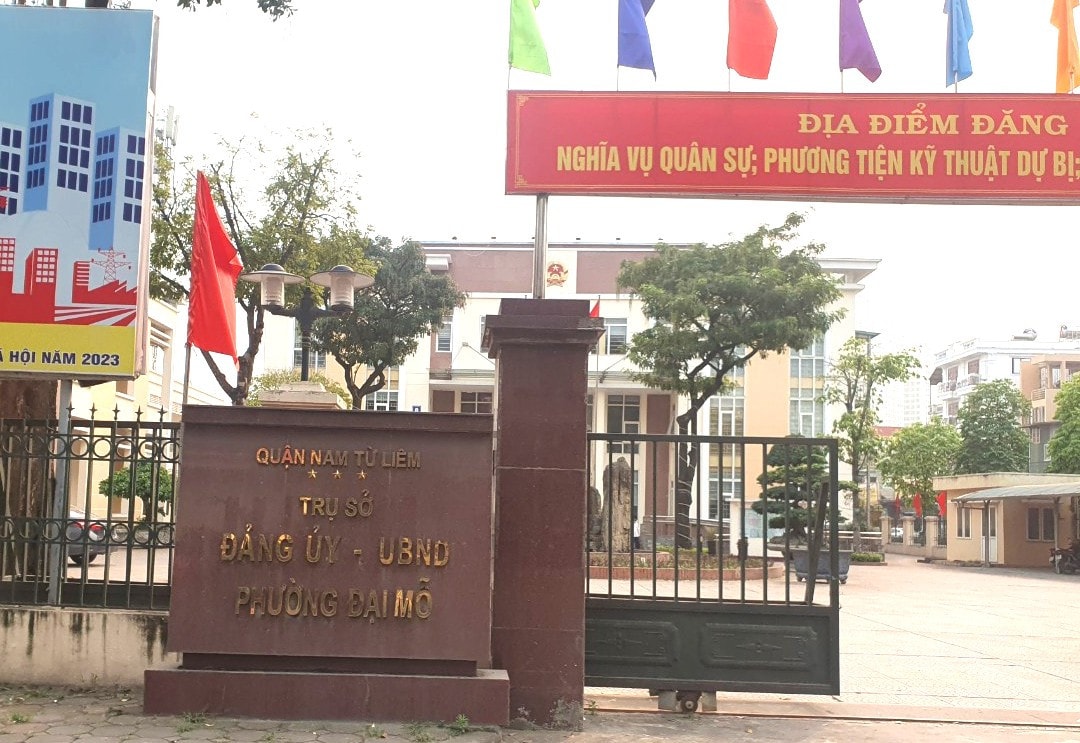 ĐỊA ĐIỂM ĐĂNG
NGHĨA VỤ QUÂN SỰ; PHƯƠNG TIỆN KỸ THUẬT DỰ BỊ;
HỘI NĂM 2023
QUẬN NAM TỪ LIÊM
TRỤ SỞ
ĐẢNG ỦY - UBND
PHƯỜNG ĐẠI MỖ